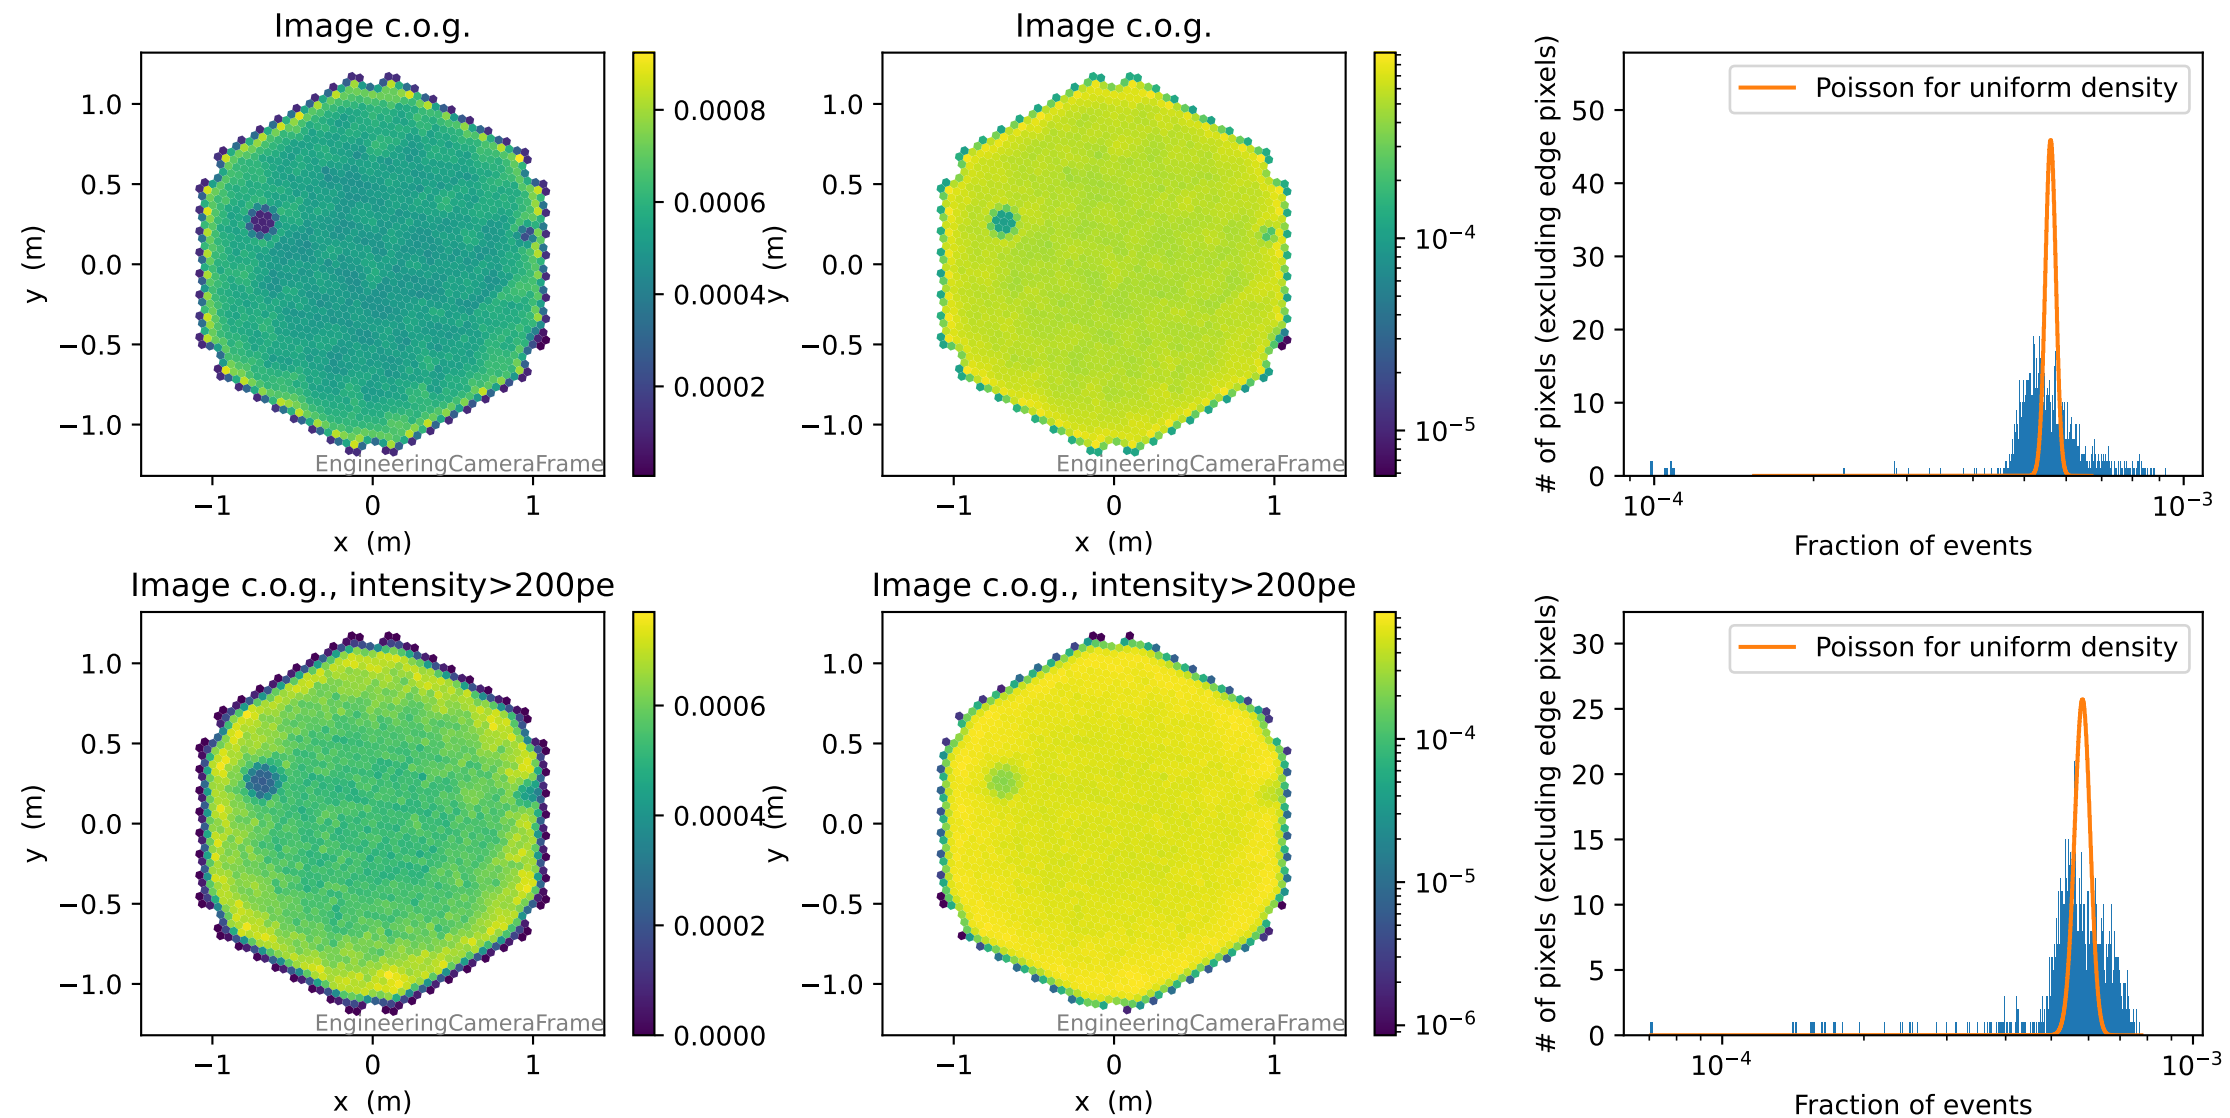 Image c.o.g.
y (m)
1.0
0.5
0.0
−0.5
−1.0
−1
0
1
x (m)
EngineeringCameraFrame
0.0008
0.0006
0.0004
0.0002
Image c.o.g.
y (m)
1.0
0.5
0.0
−0.5
−1.0
−1
0
1
x (m)
EngineeringCameraFrame
10⁻⁴
10⁻⁵
# of pixels (excluding edge pixels)
50
40
30
20
10
0
Poisson for uniform density
10⁻⁴
10⁻³
Fraction of events
Image c.o.g., intensity>200pe
y (m)
1.0
0.5
0.0
−0.5
−1.0
−1
0
1
x (m)
EngineeringCameraFrame
0.0006
0.0004
0.0002
0.0000
Image c.o.g., intensity>200pe
y (m)
1.0
0.5
0.0
−0.5
−1.0
−1
0
1
x (m)
EngineeringCameraFrame
10⁻⁴
10⁻⁵
10⁻⁶
# of pixels (excluding edge pixels)
30
25
20
15
10
5
0
Poisson for uniform density
10⁻⁴
10⁻³
Fraction of events